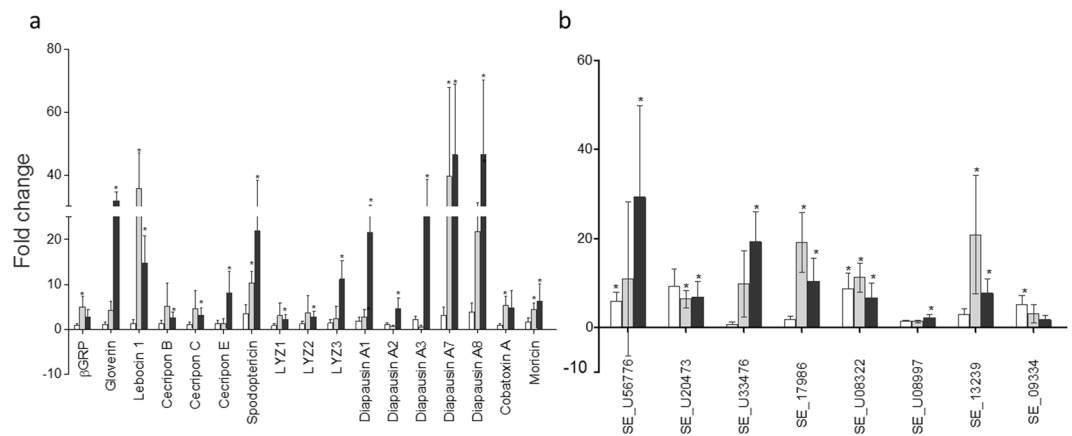 a
80
60
40
20
10
0
-10
Fold change
βGRP
Gloverin
Lebocin 1
Cecripon B
Cecripon C
Cecripon E
Spodoptericin
LYZ1
LYZ2
LYZ3
Diapausin A1
Diapausin A2
Diapausin A3
Diapausin A7
Diapausin A8
Cobatoxin A
Moricin
b
60
40
20
0
-10
SE_U56776
SE_U20473
SE_U33476
SE_17986
SE_U08322
SE_U08997
SE_13239
SE_09334